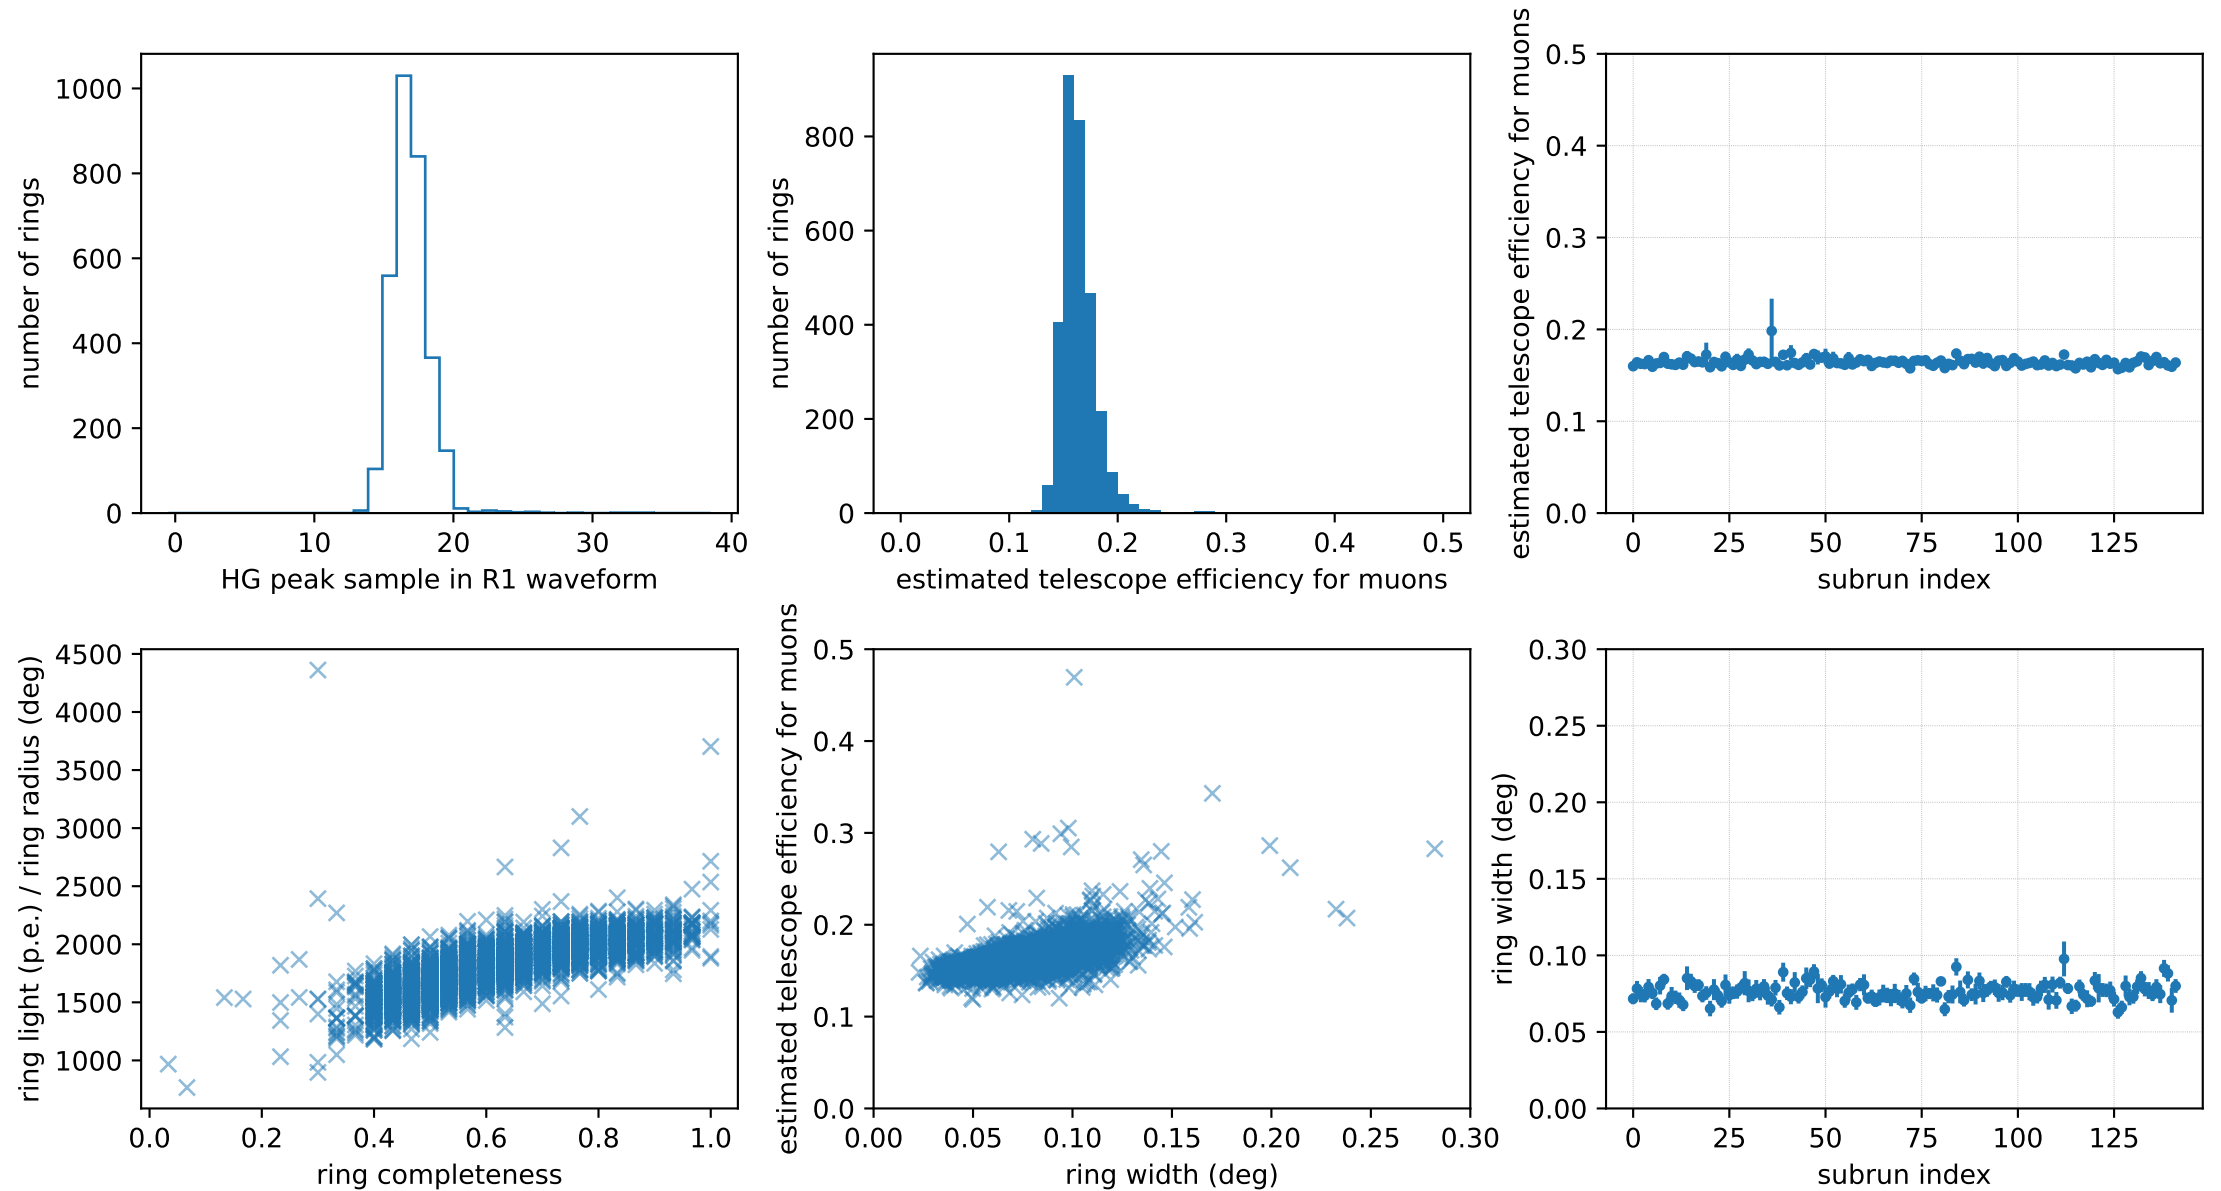 number of rings
0
200
400
600
800
1000
0 10 20 30 40
HG peak sample in R1 waveform
number of rings
0
200
400
600
800
0.0 0.1 0.2 0.3 0.4 0.5
estimated telescope efficiency for muons
estimated telescope efficiency for muons
0.0
0.1
0.2
0.3
0.4
0.5
0 25 50 75 100 125
subrun index
ring light (p.e.) / ring radius (deg)
1000
1500
2000
2500
3000
3500
4000
4500
0.0 0.2 0.4 0.6 0.8 1.0
ring completeness
estimated telescope efficiency for muons
0.0
0.1
0.2
0.3
0.4
0.5
0.00 0.05 0.10 0.15 0.20 0.25 0.30
ring width (deg)
ring width (deg)
0.00
0.05
0.10
0.15
0.20
0.25
0.30
0 25 50 75 100 125
subrun index